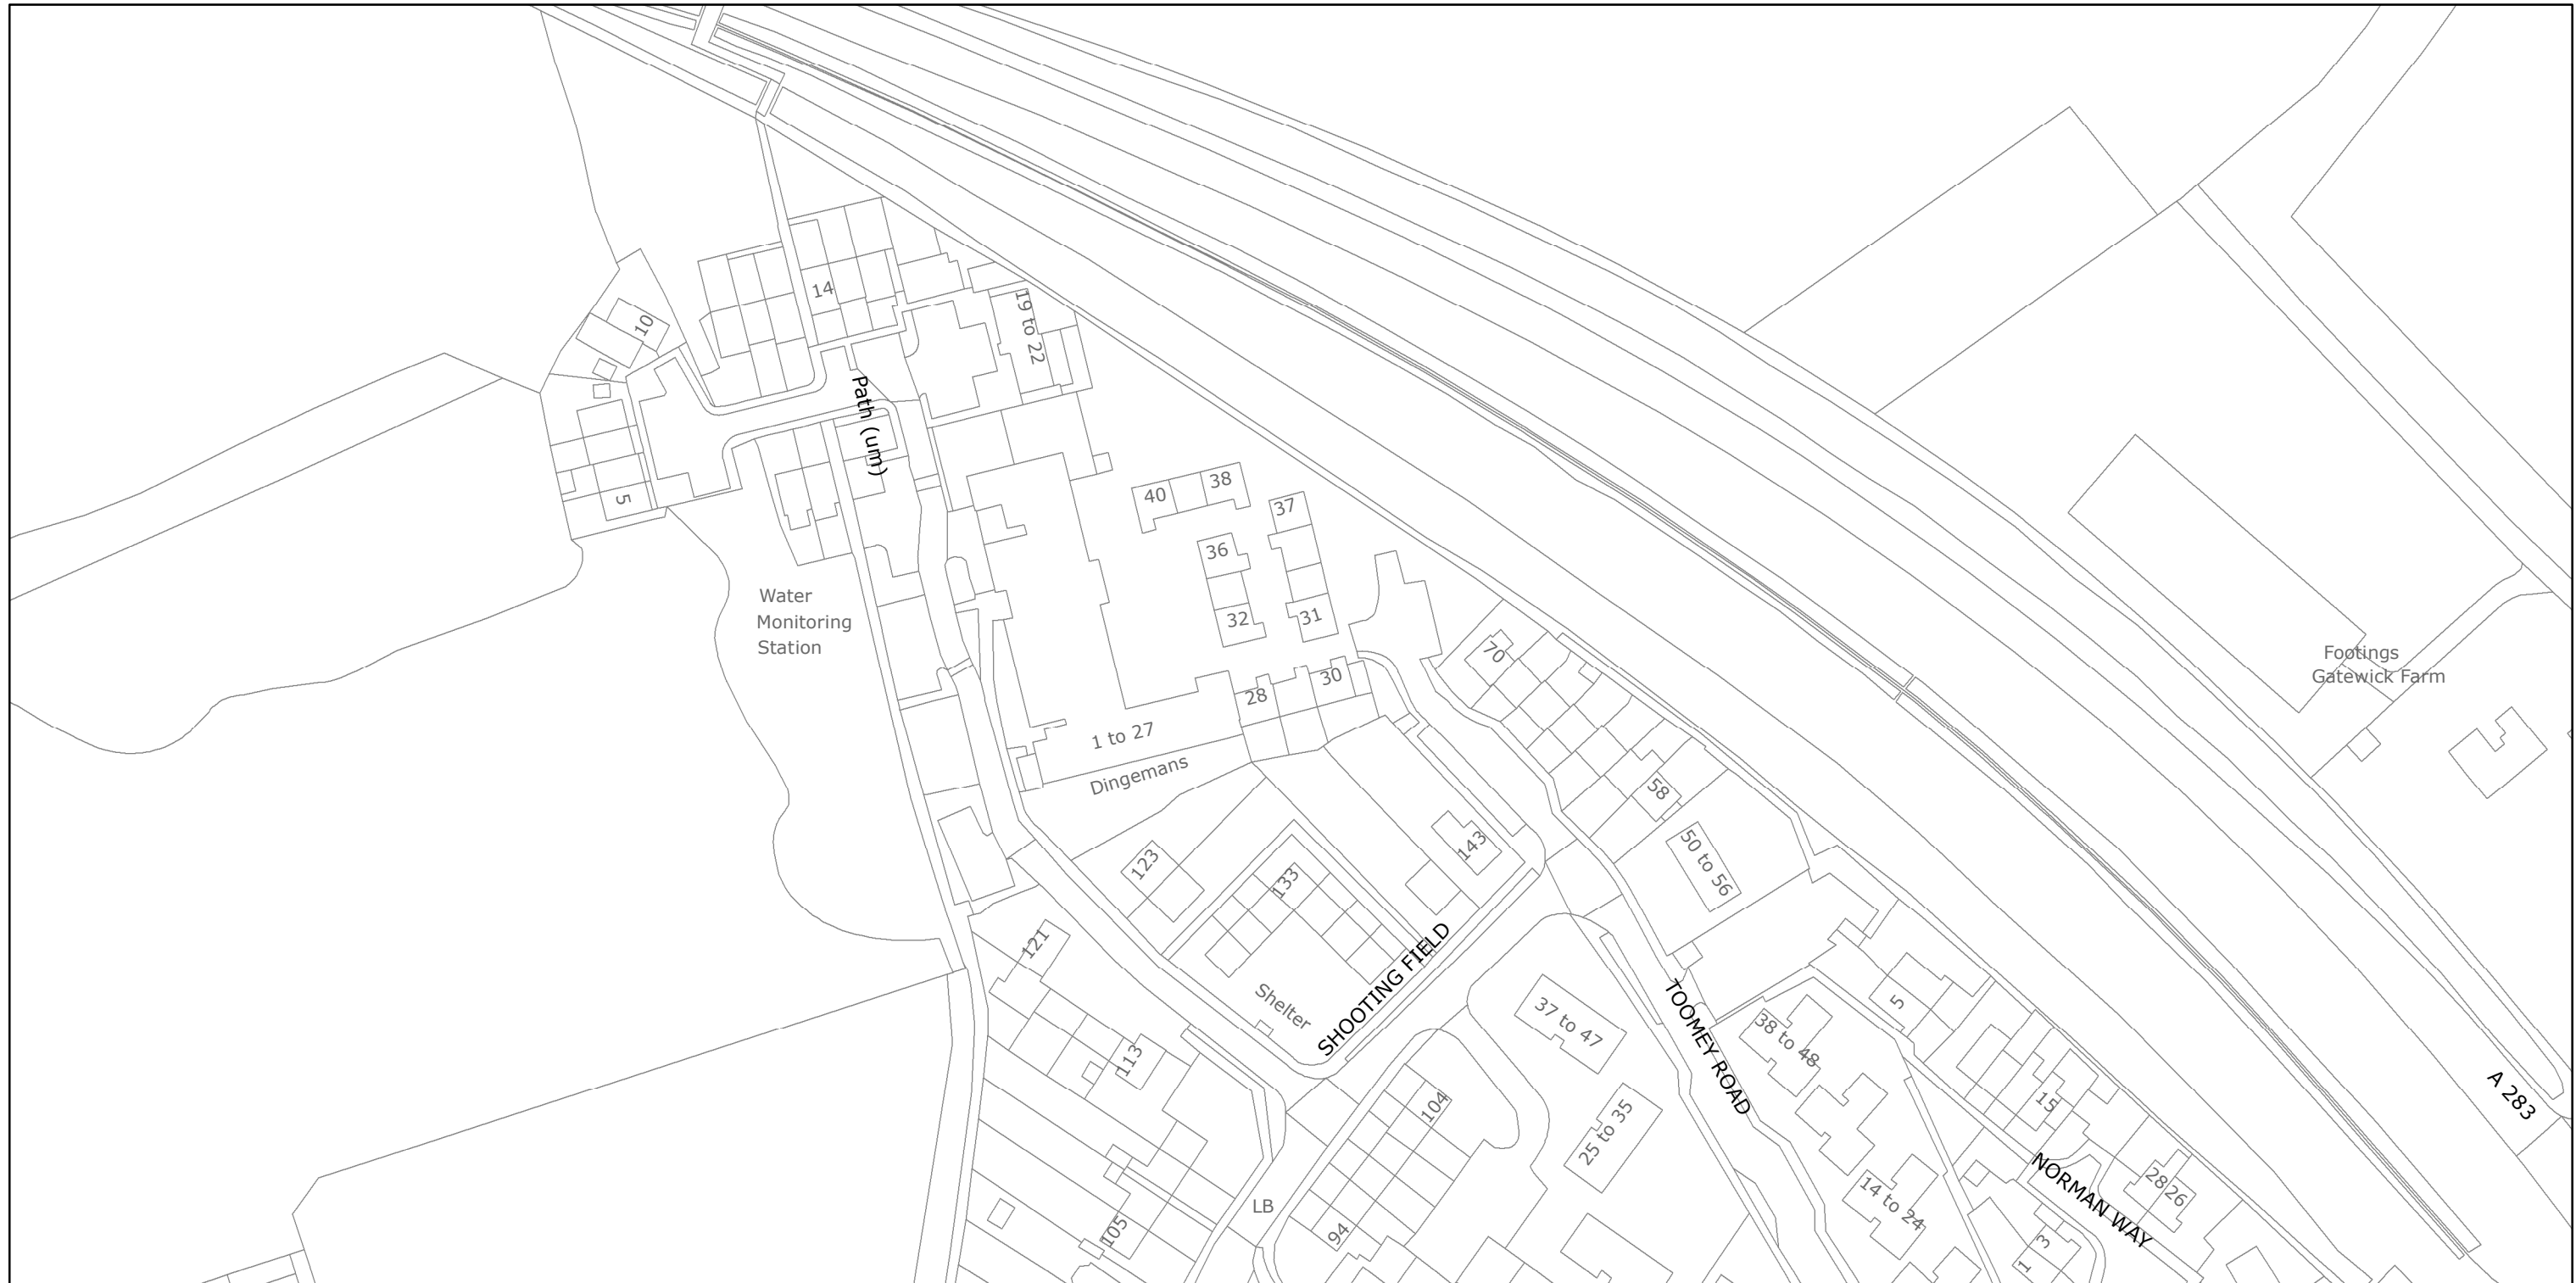 14
10
19 to 22
Path (um)
5
40
38
37
36
32
31
Water
Monitoring
Station
70
Footings
Gatewick Farm
28
30
1 to 27
Dingemans
58
143
50 to 56
123
133
121
SHOOTING FIELD
Shelter
TOOMEY ROAD
37 to 47
38 to 48
5
113
104
25 to 35
15
A 283
NORMAN WAY
28
26
14 to 24
LB
105
94
3
1